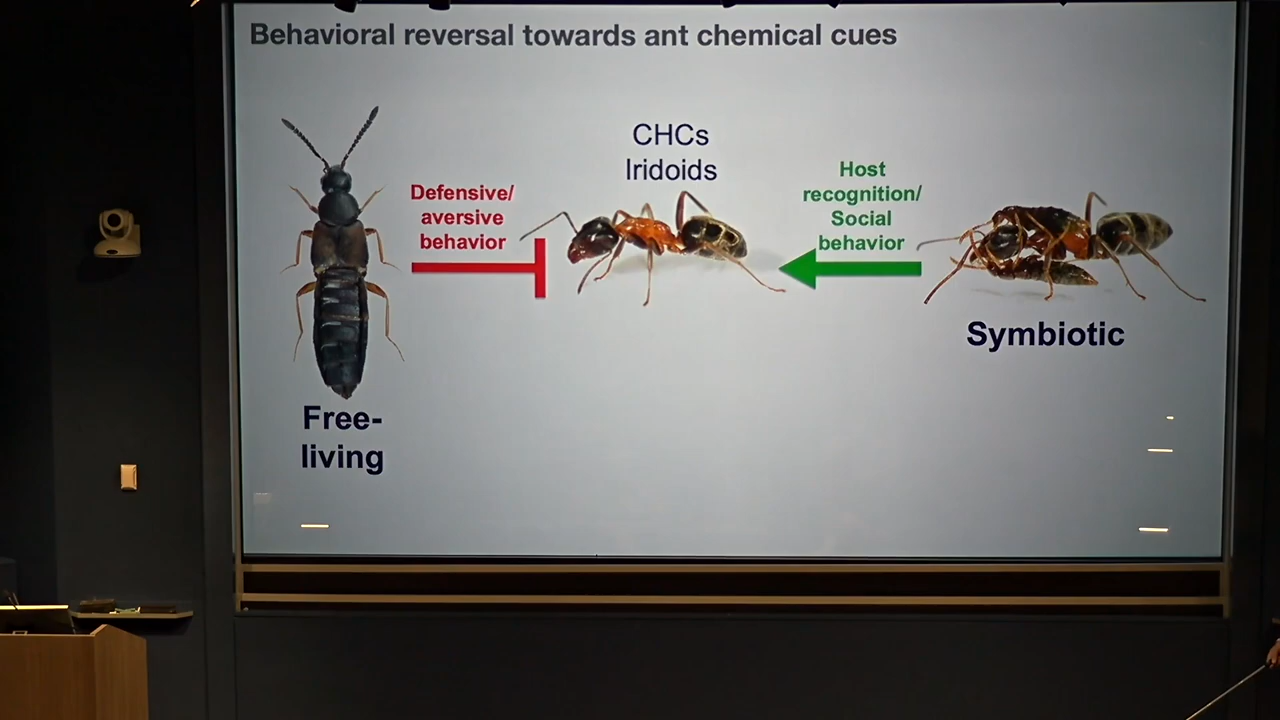 Behavioral reversal towards ant chemical cues
CHCs
Iridoids
Defensive/
aversive
behavior
Host
recognition/
Social
behavior
Free-
living
Symbiotic